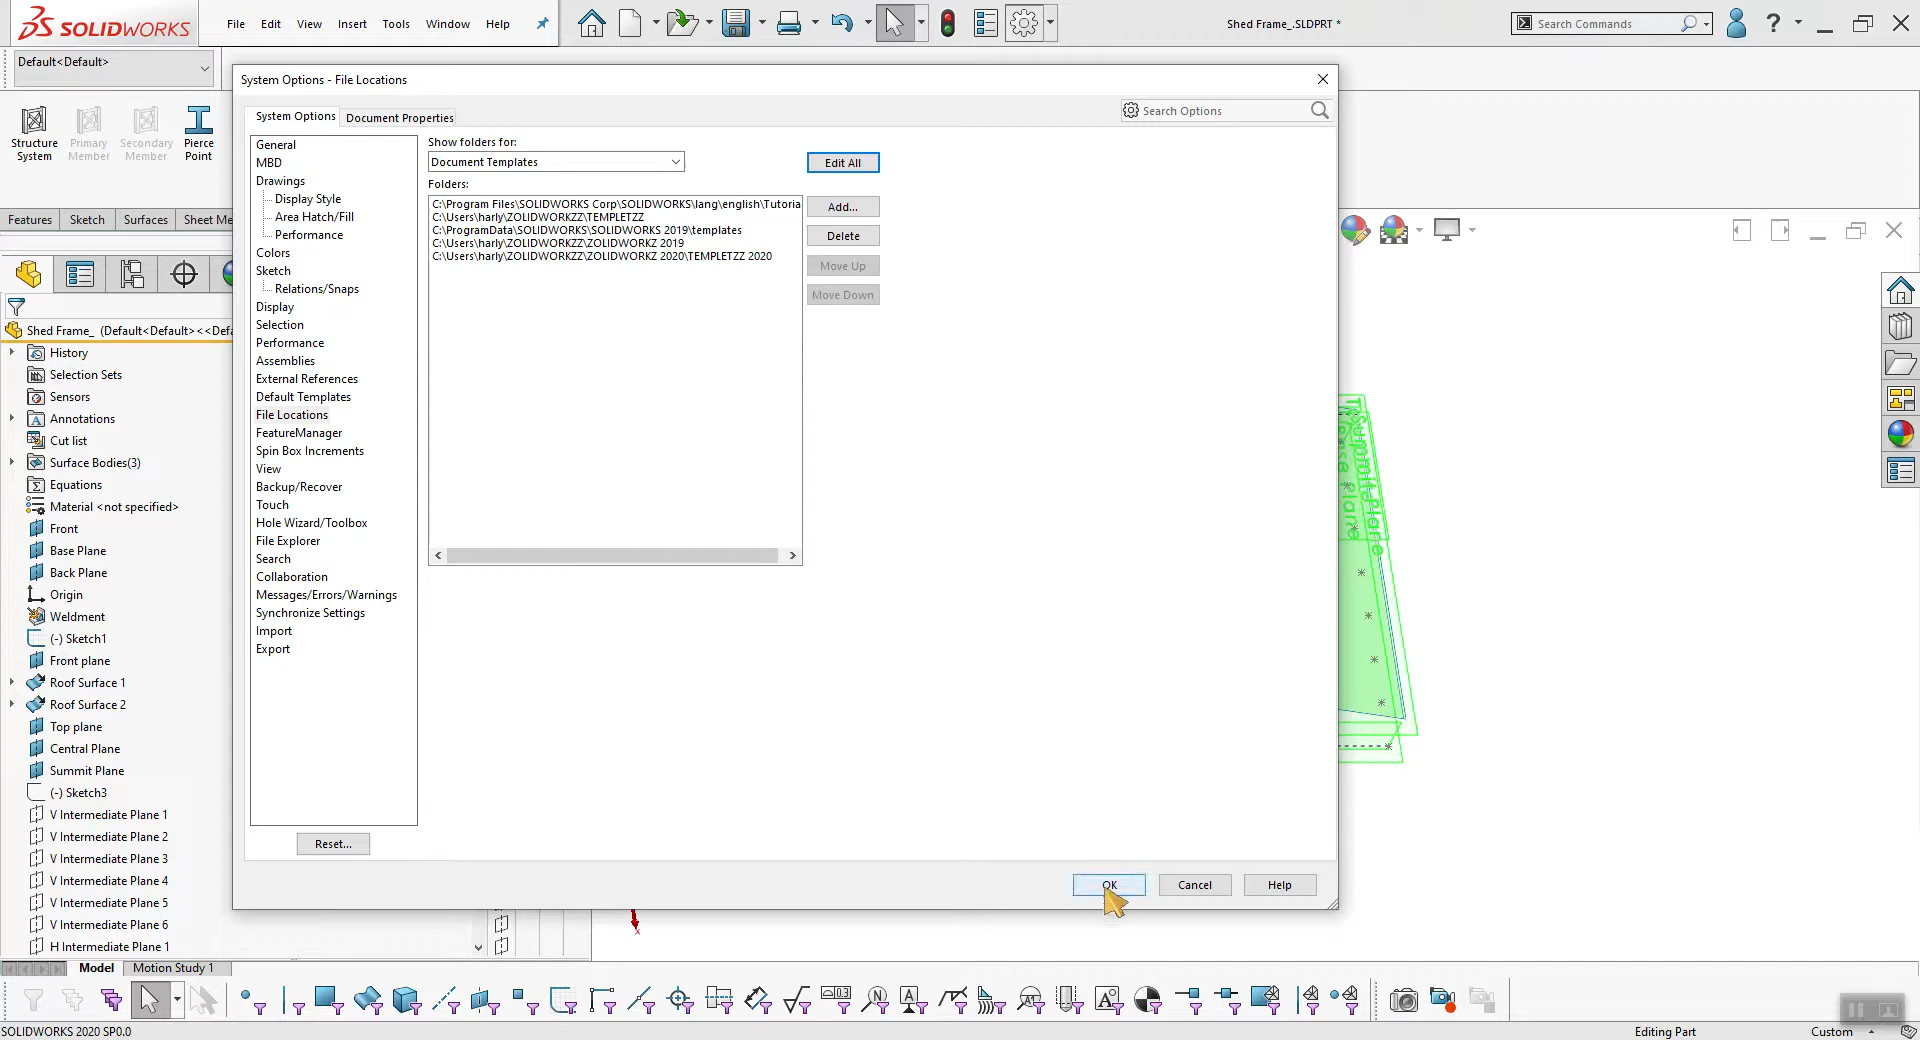 SOLIDWORKS
File Edit View Insert Tools Window Help
Shed Frame_.SLDPRT *
Search Commands
Default<Default>
System Options - File Locations
Structure System
Primary Member
Secondary Member
Pierce Point
Features Sketch Surfaces Sheet Me
System Options Document Properties
Search Options
General
MBD
Drawings
Display Style
Area Hatch/Fill
Performance
Colors
Sketch
Relations/Snaps
Display
Selection
Performance
Assemblies
External References
Default Templates
File Locations
FeatureManager
Spin Box Increments
View
Backup/Recover
Touch
Hole Wizard/Toolbox
File Explorer
Search
Collaboration
Messages/Errors/Warnings
Synchronize Settings
Import
Export
Reset...
Show folders for:
Document Templates
Edit All
Folders:
C:\Program Files\SOLIDWORKS Corp\SOLIDWORKS\lang\english\Tutoria
C:\Users\harly\ZOLIDWORKZZ\TEMPLETZZ
C:\ProgramData\SOLIDWORKS\SOLIDWORKS 2019\templates
C:\Users\harly\ZOLIDWORKZZ\ZOLIDWORKZ 2019
C:\Users\harly\ZOLIDWORKZZ\ZOLIDWORKZ 2020\TEMPLETZZ 2020
Add...
Delete
Move Up
Move Down
OK Cancel Help
Shed Frame_ (Default<Default><<Defa
History
Selection Sets
Sensors
Annotations
Cut list
Surface Bodies(3)
Equations
Material <not specified>
Front
Base Plane
Back Plane
Origin
Weldment
(-) Sketch1
Front plane
Roof Surface 1
Roof Surface 2
Top plane
Central Plane
Summit Plane
(-) Sketch3
V Intermediate Plane 1
V Intermediate Plane 2
V Intermediate Plane 3
V Intermediate Plane 4
V Intermediate Plane 5
V Intermediate Plane 6
H Intermediate Plane 1
Summit Plane
Plane
x
Model Motion Study 1
SOLIDWORKS 2020 SP0.0
Editing Part
Custom